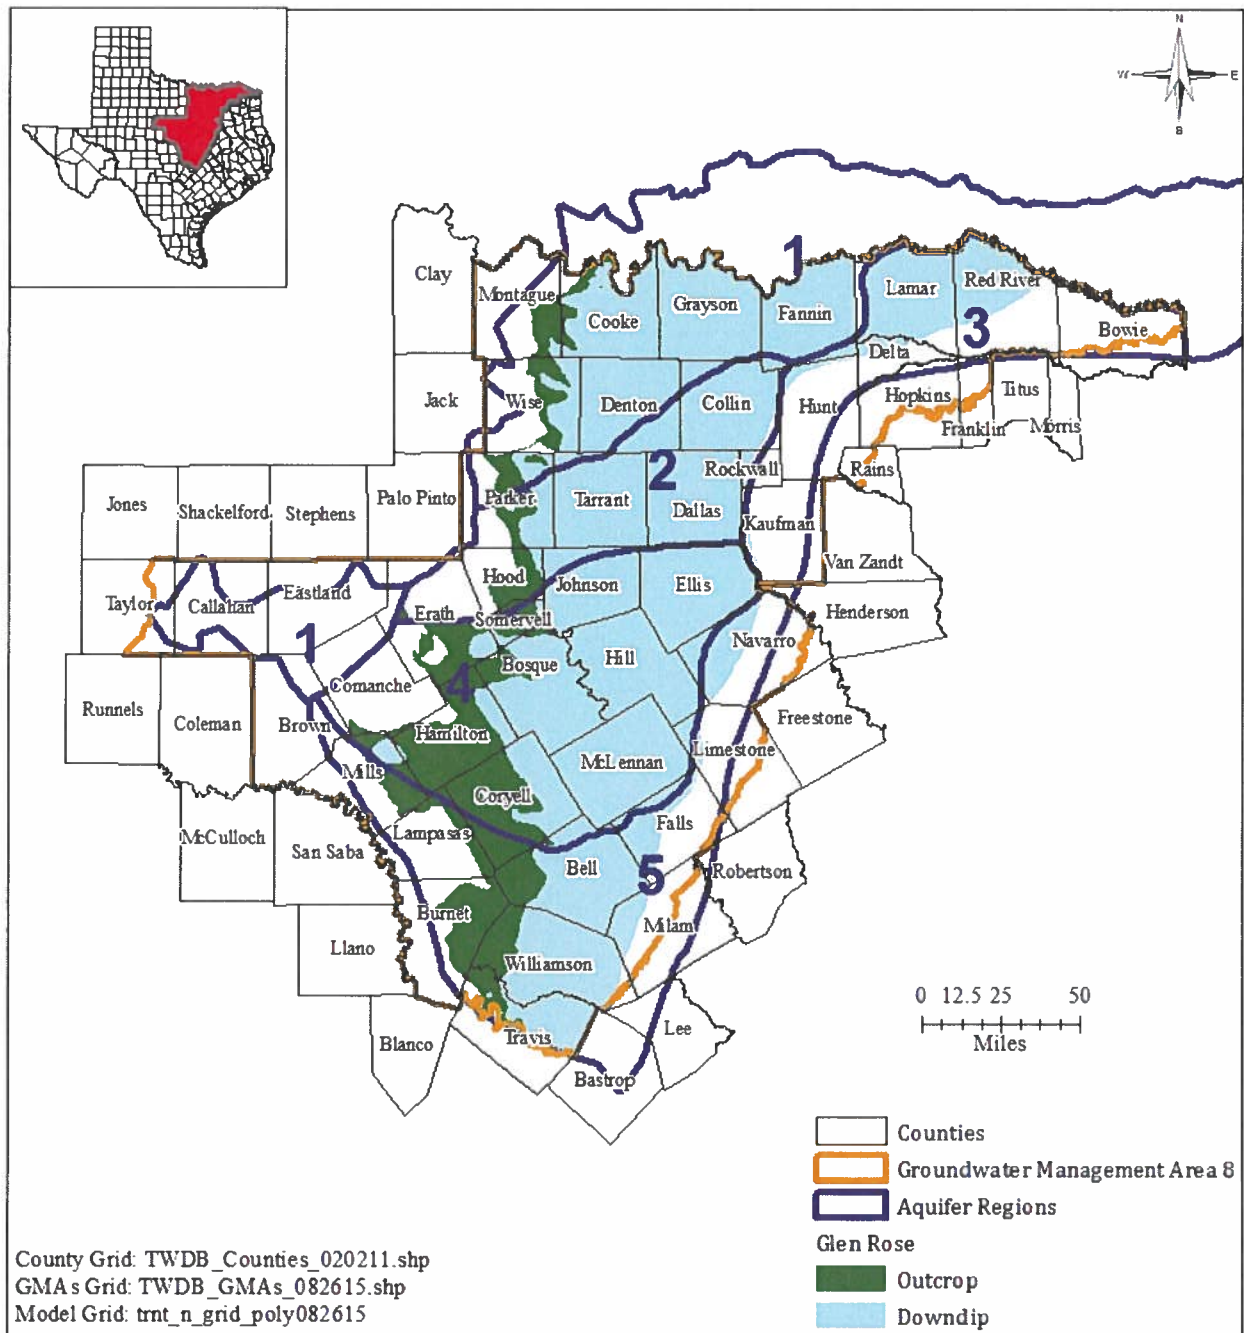 N
W E
S
1
Clay
Montague
Cooke
Grayson
Fannin
Lamar
Red River
3
Bowie
Delta
Jack
Wise
Denton
Collin
Hunt
Hopkins
Titus
Franklin
Morris
2
Rockwall
Rains
Jones
Shackelford
Stephens
Palo Pinto
Parker
Tarrant
Dallas
Kaufman
Van Zandt
Taylor
Callahan
Eastland
Erath
Hood
Johnson
Ellis
Henderson
Somervell
Navarro
1
Comanche
4
Bosque
Hill
Runnels
Coleman
Brown
Hamilton
Freestone
Mills
McLennan
Limestone
Coryell
McCulloch
San Saba
Lampasas
Falls
Bell
5
Robertson
Burnet
Milam
Llano
Williamson
Blanco
Travis
Lee
Bastrop
0 12.5 25 50
Miles
Counties
Groundwater Management Area 8
Aquifer Regions
Glen Rose
Outcrop
Downdip
County Grid: TWDB_Counties_020211.shp
GMAs Grid: TWDB_GMAs_082615.shp
Model Grid: trnt_n_grid_poly082615